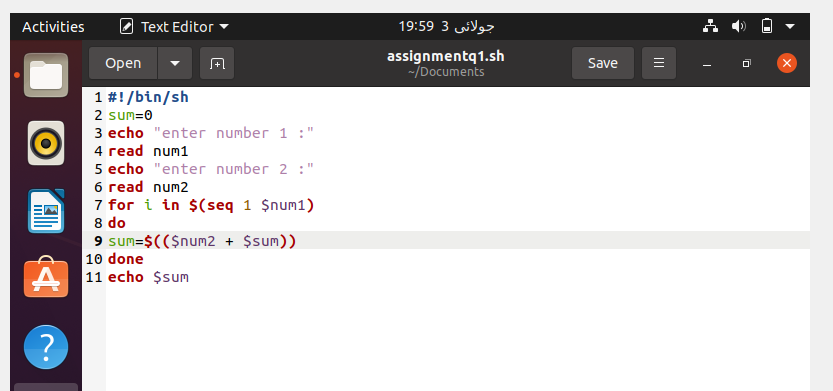 Activities Text Editor 19:59 3 جولائی
Open assignmentq1.sh Save
~/Documents
1 #!/bin/sh
2 sum=0
3 echo "enter number 1 :"
4 read num1
5 echo "enter number 2 :"
6 read num2
7 for i in $(seq 1 $num1)
8 do
9 sum=$(($num2 + $sum))
10 done
11 echo $sum